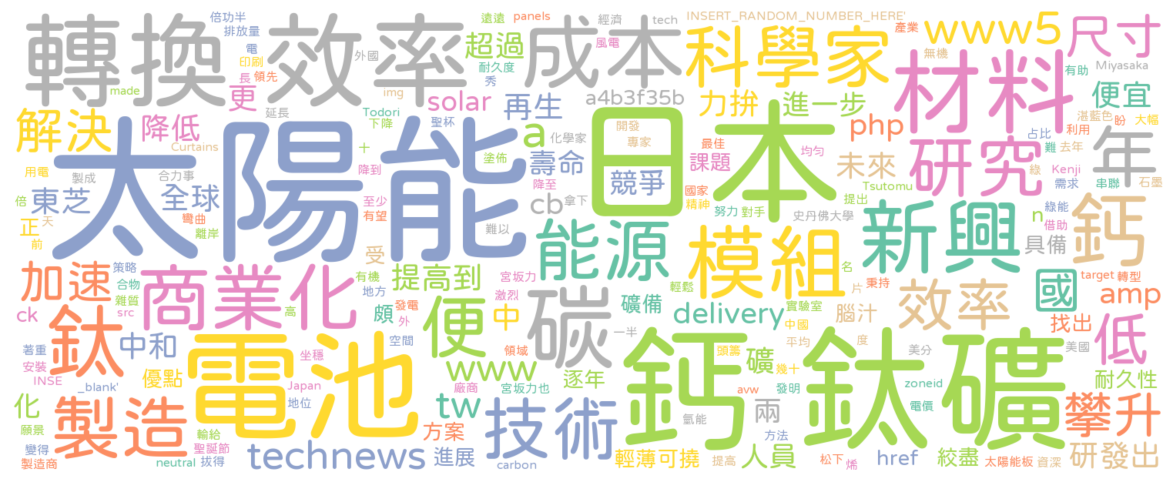 轉換效率
成本
科學家
www5
尺寸
倍功半
排放量
電
印刷
長
領先
外國
超過
遠遠
panels
經濟
tech
風電
耐久度
秀
INSERT_RANDOM_NUMBER_HERE'
產業
無機
Miyasaka
有助
材料
便宜
made
img
延長
聖杯
更
solar
再生
a4b3f35b
力拚
進一步
php
解決
降低
Curtains
Todori
下降
十
降到
塗佈
a
化學家
開發
專家
最佳
課題
均勻
未來
研究
湛藍色
盼
大幅
占比
利用
難
去年
年
太陽能
日本
競爭
用電
製成
合力事
倍
東芝
全球
正
天
前
彎曲
離岸
至少
有望
壽命
降至
cb
拿下
難以
國家
精神
努力
對手
史丹佛大學
Tsutomu
提出
綠
Kenji
需求
串聯
石墨
綠能
借助
n
具備
鈣
新興
能源
模組
國
加速
策略
合物
雜質
src
商業化
提高到
有機
地方
受
頗
宮坂力
激烈
外
發電
空間
便
中
碳
礦備
delivery
輕鬆
實驗室
中國
平均
名
片
度
腦汁
秉持
效率
target
轉型
amp
找出
低
ck
鈦
著重
安裝
INSE
中和
高
坐穩
領域
一半
頭籌
幾十
礦
美分
美國
耐久性
_blank'
優點
電池
Japan
地位
廠商
www
宮坂力也
逐年
鈣鈦礦
avw
發明
zoneid
電價
兩
攀升
化
願景
變得
製造商
製造
輸給
聖誕節
neutral
拔得
technews
方案
tw
進展
carbon
技術
氫能
方法
輕薄可撓
提高
人員
松下
烯
href
絞盡
太陽能板
資深
研發出